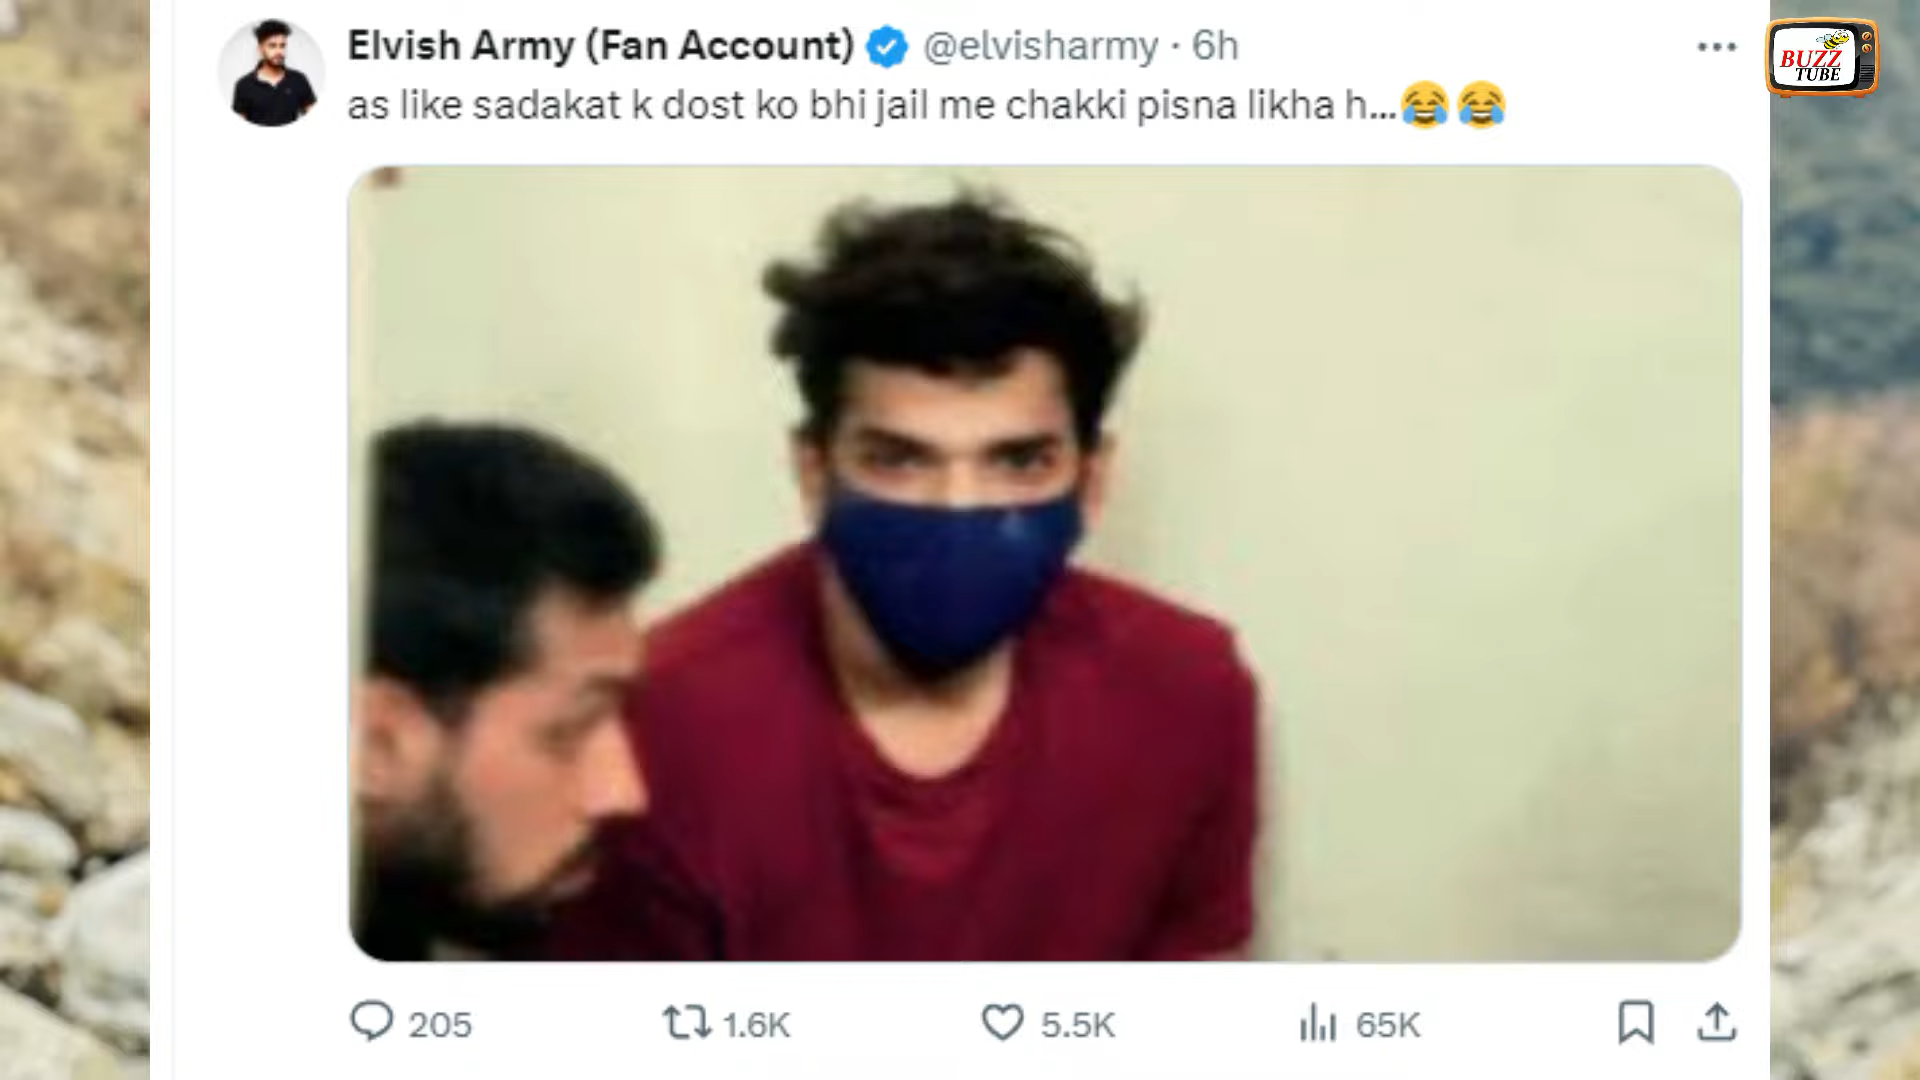 Elvish Army (Fan Account) @elvisharmy · 6h
as like sadakat k dost ko bhi jail me chakki pisna likha h...😂😂
BUZZ
TUBE
205 1.6K 5.5K 65K